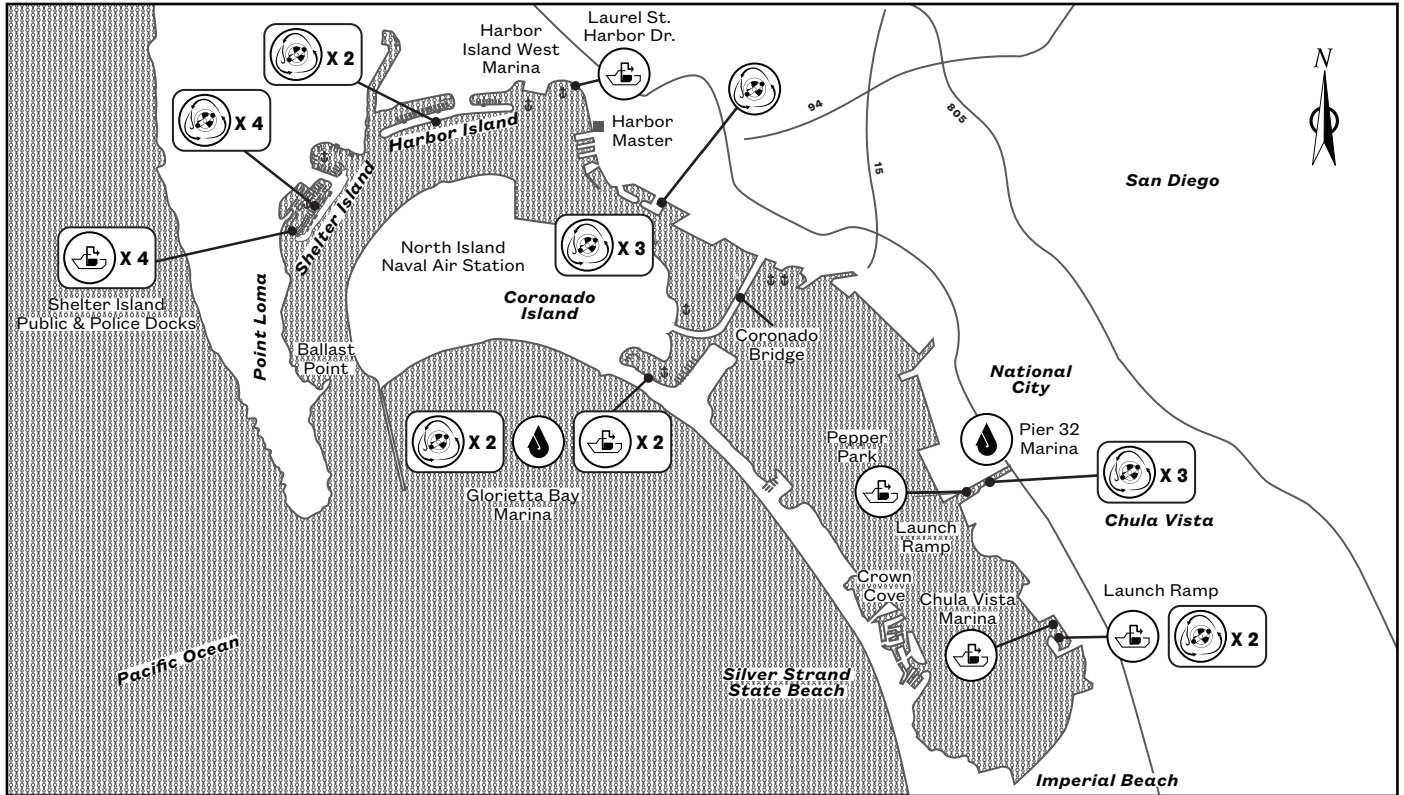 Laurel St.
Harbor Dr.
Harbor
Island West
Marina
N
X 2
X 4
94
805
15
Harbor Island
Harbor
Master
San Diego
Shelter Island
X 4
Shelter Island
Public & Police Docks
North Island
Naval Air Station
X 3
Coronado
Island
Point Loma
Ballast
Point
Coronado
Bridge
National
City
X 2
X 2
Glorietta Bay
Marina
Pepper
Park
Pier 32
Marina
X 3
Chula Vista
Launch
Ramp
Crown
Cove
Chula Vista
Marina
Launch Ramp
X 2
Pacific Ocean
Silver Strand
State Beach
Imperial Beach